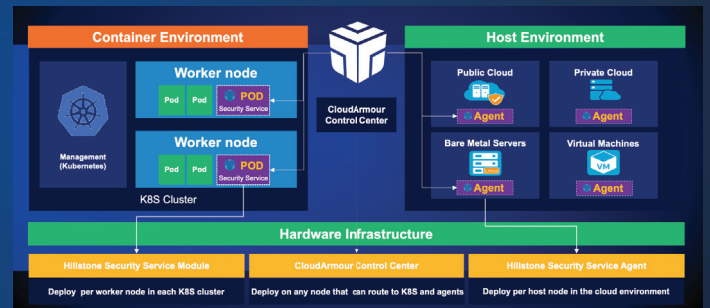 Container Environment
Management
(Kubernetes)
Worker node
Pod
Pod
POD
Security Service
Worker node
Pod
Pod
POD
Security Service
K8S Cluster
CloudArmour
Control Center
Host Environment
Public Cloud
Agent
Private Cloud
Agent
Bare Metal Servers
Cloud
Agent
Virtual Machines
VM
Agent
Hardware Infrastructure
Hillstone Security Service Module
Deploy per worker node in each K8S cluster
CloudArmour Control Center
Deploy on any node that can route to K8S and agents
Hillstone Security Service Agent
Deploy per host node in the cloud environment